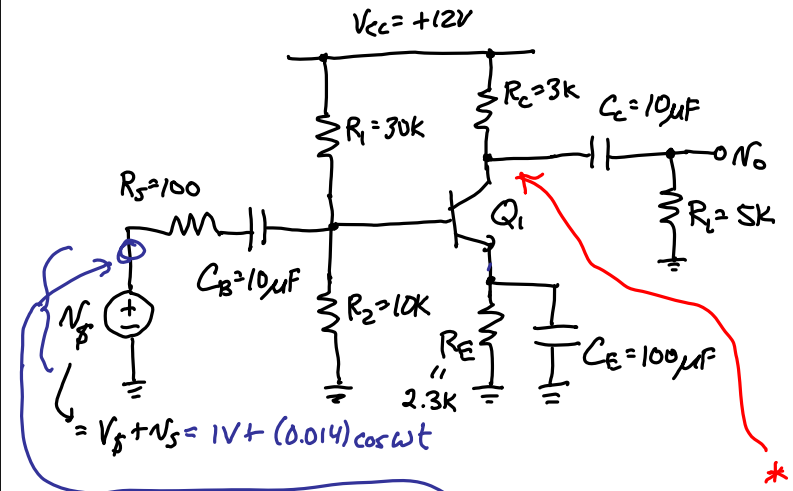 Vcc = +12V
Rc=3K
Cc=10μF
R1=30K
No
Rs=100
Q1
RL=5K
CB=10μF
R2=10K
+
−
Ns
RE
"
2.3K
CE=100μF
= Vs + Ns = 1V + (0.014) cos ωt
*